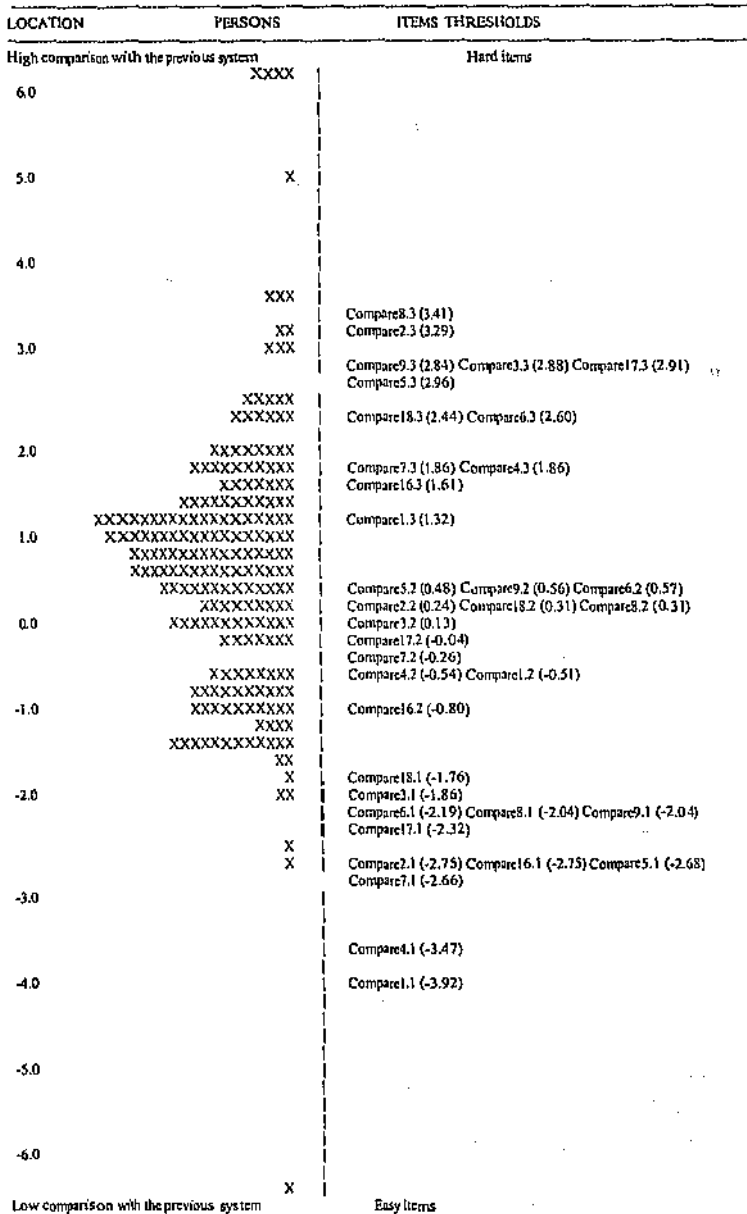 LOCATION PERSONS ITEMS THRESHOLDS
High comparison with the previous system Hard items
XXXX
6.0
5.0 X
4.0
XXX
Compare8.3 (3.41)
XX Compare2.3 (3.29)
3.0 XXX
Compare9.3 (2.84) Compare3.3 (2.88) Compare17.3 (2.91)
Compare5.3 (2.96)
XXXXX
XXXXXX Compare18.3 (2.44) Compare6.3 (2.60)
2.0 XXXXXXXX
XXXXXXXXXX Compare7.3 (1.86) Compare4.3 (1.86)
XXXXXXX Compare16.3 (1.61)
XXXXXXXXXXX
XXXXXXXXXXXXXXXXXXX Compare1.3 (1.32)
1.0 XXXXXXXXXXXXXXXXXX
XXXXXXXXXXXXXXXX
XXXXXXXXXXXXXXXX
XXXXXXXXXXXXX Compare5.2 (0.48) Compare9.2 (0.56) Compare6.2 (0.57)
XXXXXXXXX Compare2.2 (0.24) Compare18.2 (0.31) Compare8.2 (0.31)
0.0 XXXXXXXXXXXX Compare3.2 (0.13)
XXXXXXX Compare17.2 (-0.04)
Compare7.2 (-0.26)
XXXXXXXX Compare4.2 (-0.54) Compare1.2 (-0.51)
XXXXXXXXXX
-1.0 XXXXXXXXXX Compare16.2 (-0.80)
XXXX
XXXXXXXXXXXX
XX
X Compare18.1 (-1.76)
-2.0 XX Compare3.1 (-1.86)
Compare6.1 (-2.19) Compare8.1 (-2.04) Compare9.1 (-2.04)
Compare17.1 (-2.32)
X
X Compare2.1 (-2.75) Compare16.1 (-2.75) Compare5.1 (-2.68)
Compare7.1 (-2.66)
-3.0
Compare4.1 (-3.47)
-4.0 Compare1.1 (-3.92)
-5.0
-6.0
X
Low comparison with the previous system Easy items